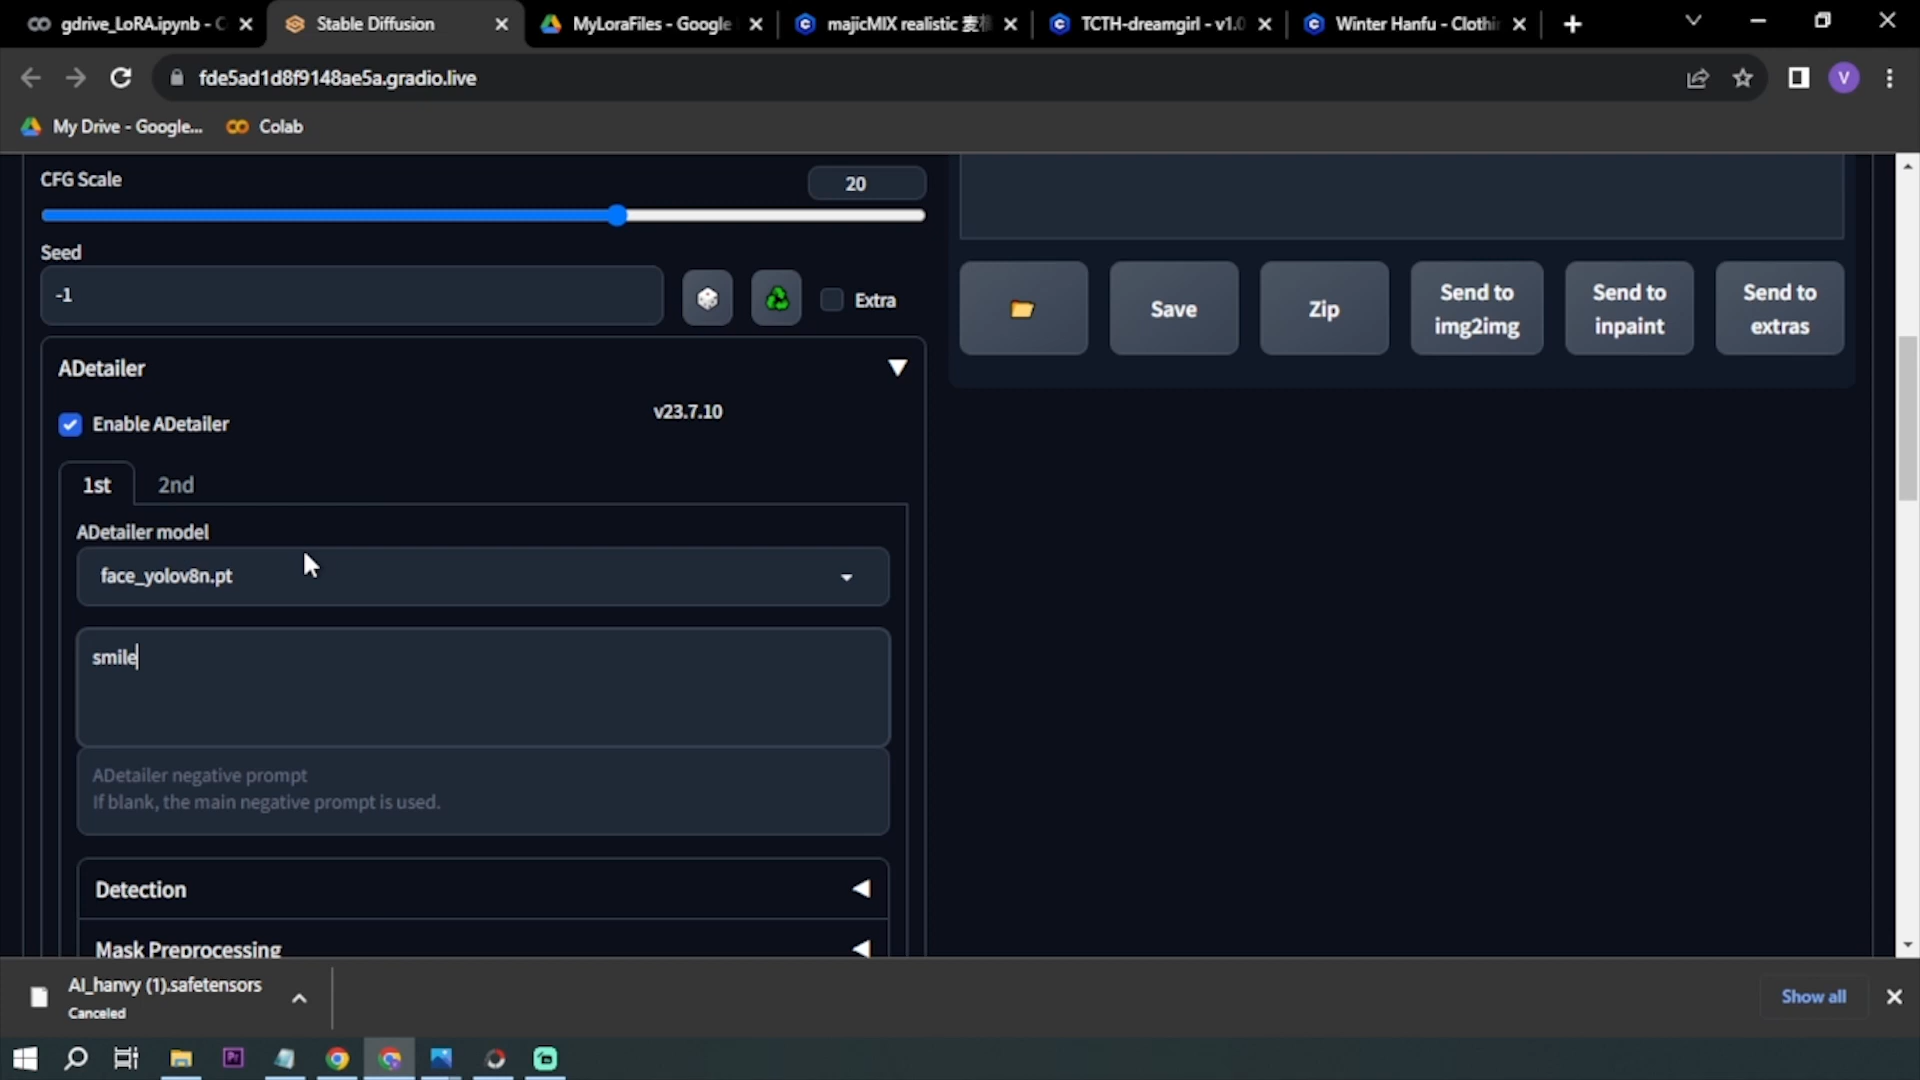 gdrive_LoRA.ipynb - C
Stable Diffusion
MyLoraFiles - Google
majicMIX realistic 麦
TCTH-dreamgirl - v1.0
Winter Hanfu - Clothi
fde5ad1d8f9148ae5a.gradio.live
V
My Drive - Google...
Colab
CFG Scale
20
Seed
-1
Extra
Save
Zip
Send to
img2img
Send to
inpaint
Send to
extras
ADetailer
Enable ADetailer
v23.7.10
1st
2nd
ADetailer model
face_yolov8n.pt
smile
ADetailer negative prompt
If blank, the main negative prompt is used.
Detection
Mask Preprocessing
AI_hanvy (1).safetensors
Canceled
Show all
Pr